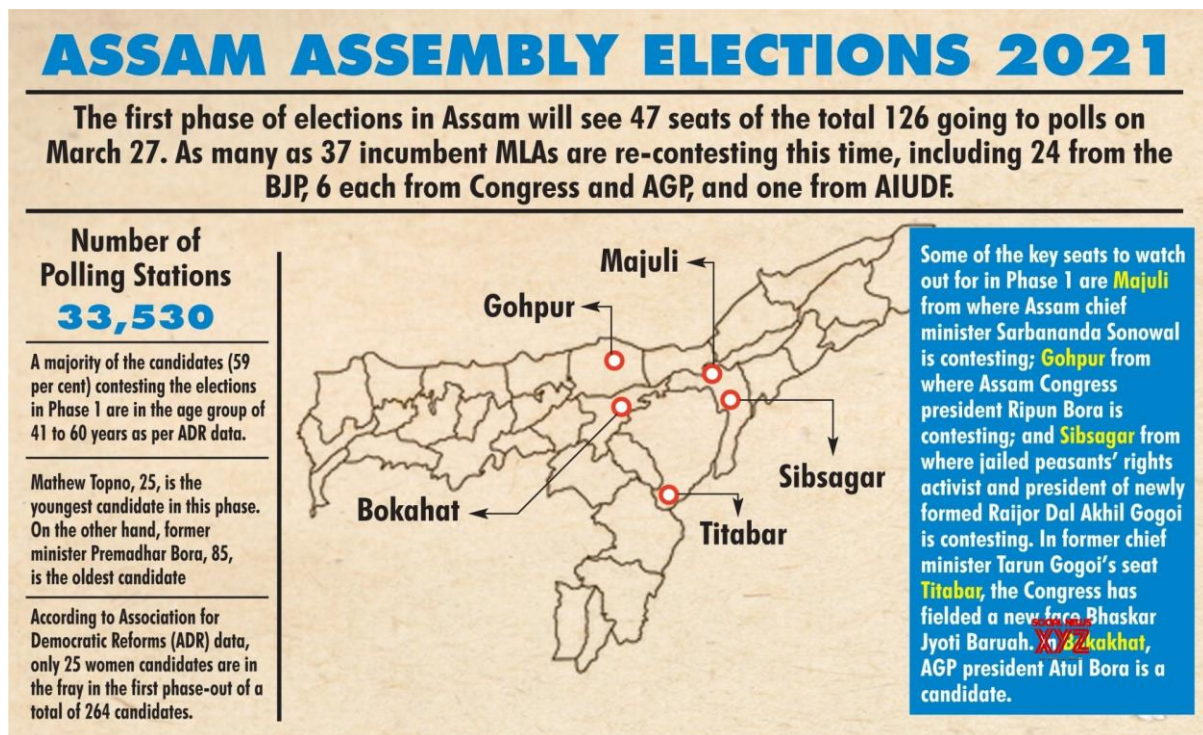 ASSAM ASSEMBLY ELECTIONS 2021
The first phase of elections in Assam will see 47 seats of the total 126 going to polls on
March 27. As many as 37 incumbent MLAs are re-contesting this time, including 24 from the
BJP, 6 each from Congress and AGP, and one from AIUDF.
Number of
Polling Stations
33,530
A majority of the candidates (59
per cent) contesting the elections
in Phase 1 are in the age group of
41 to 60 years as per ADR data.
Mathew Topno, 25, is the
youngest candidate in this phase.
On the other hand, former
minister Premadhar Bora, 85,
is the oldest candidate
According to Association for
Democratic Reforms (ADR) data,
only 25 women candidates are in
the fray in the first phase-out of a
total of 264 candidates.
Majuli
Gohpur
Bokahat
Sibsagar
Titabar
Some of the key seats to watch
out for in Phase 1 are Majuli
from where Assam chief
minister Sarbananda Sonowal
is contesting; Gohpur from
where Assam Congress
president Ripun Bora is
contesting; and Sibsagar from
where jailed peasants' rights
activist and president of newly
formed Raijor Dal Akhil Gogoi
is contesting. In former chief
minister Tarun Gogoi's seat
Titabar, the Congress has
fielded a new face Bhaskar
Jyoti Baruah.
AGP president Atul Bora is a
candidate.
SOCIAL NEWS
XYZ